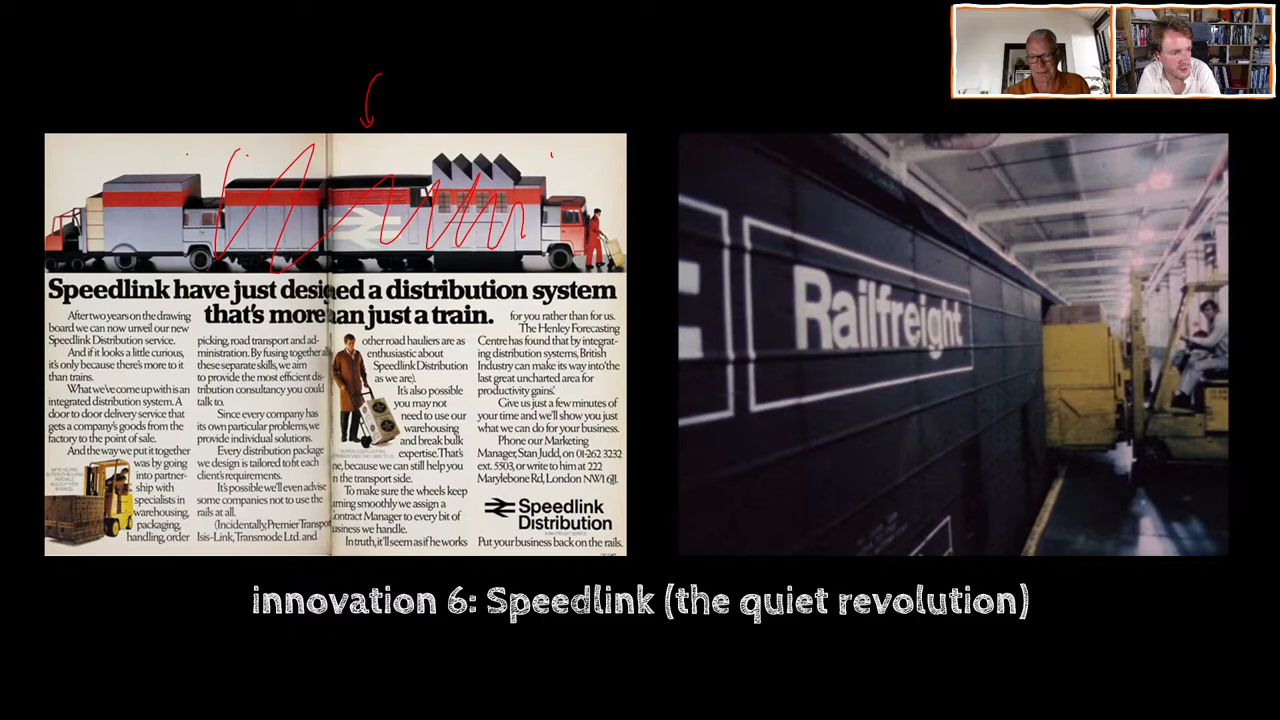 Speedlink have just designed a distribution system
that's more than just a train.
After two years on the drawing
board we can now unveil our new
Speedlink Distribution service.
And if it looks a little curious,
it's only because there's more to it
than trains.
What we've come up with is an
integrated distribution system. A
door to door delivery service that
gets a company's goods from the
factory to the point of sale.
And the way we put it together
was by going
into partner-
ship with
specialists in
warehousing,
packaging,
handling, order
picking, road transport and ad-
ministration. By fusing together all
these separate skills, we aim
to provide the most efficient dis-
tribution consultancy you could
talk to.
Since every company has
its own particular problems, we
provide individual solutions.
Every distribution package
we design is tailored to fit each
client's requirements.
It's possible we'll even advise
some companies not to use the
rails at all.
(Incidentally, Premier Transport
Isis-Link, Transmode Ltd. and
other road hauliers are as
enthusiastic about
Speedlink Distribution
as we are).
It's also possible
you may not
need to use our
warehousing
and break bulk
expertise. That's
ne, because we can still help you
n the transport side.
To make sure the wheels keep
urning smoothly we assign a
Contract Manager to every bit of
usiness we handle.
In truth, it'll seem as if he works
for you rather than for us.
The Henley Forecasting
Centre has found that by integrat-
ing distribution systems, British
Industry can make its way into 'the
last great uncharted area for
productivity gains'.
Give us just a few minutes of
your time and we'll show you just
what we can do for your business.
Phone our Marketing
Manager, Stan Judd, on 01-262 3232
ext. 5503, or write to him at 222
Marylebone Rd, London NW1 6JJ.
Speedlink
Distribution
A RAILFREIGHT SERVICE
Put your business back on the rails.
Railfreight
innovation 6: Speedlink (the quiet revolution)